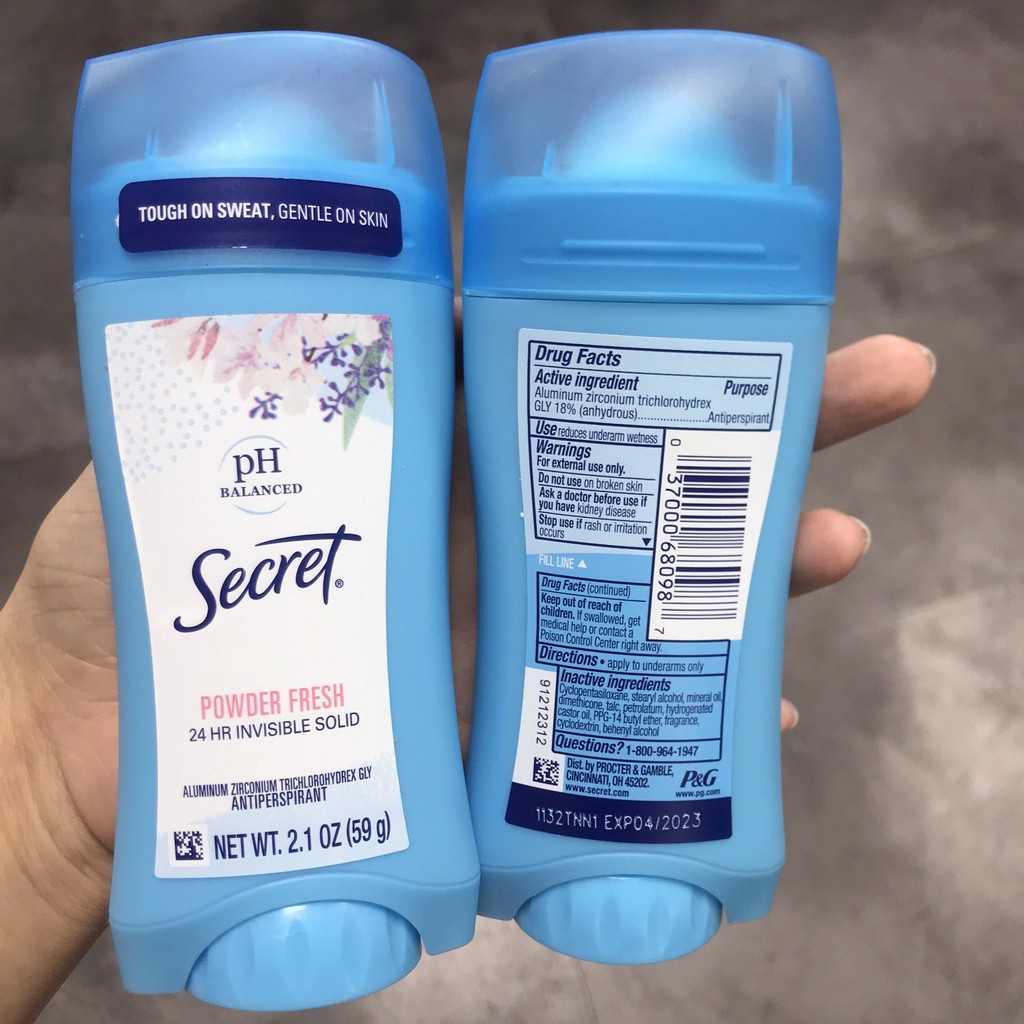 TOUGH ON SWEAT, GENTLE ON SKIN
pH
BALANCED
Secret®
POWDER FRESH
24 HR INVISIBLE SOLID
ALUMINUM ZIRCONIUM TRICHLOROHYDREX GLY
ANTIPERSPIRANT
NET WT. 2.1 OZ (59 g)
Drug Facts
Active ingredient Purpose
Aluminum zirconium trichlorohydrex
GLY 18% (anhydrous)....................Antiperspirant
Use reduces underarm wetness
Warnings
For external use only.
Do not use on broken skin
Ask a doctor before use if
you have kidney disease
Stop use if rash or irritation
occurs
0 37000 68098 7
FILL LINE
Drug Facts (continued)
Keep out of reach of
children. If swallowed, get
medical help or contact a
Poison Control Center right away.
Directions • apply to underarms only
Inactive ingredients
Cyclopentasiloxane, stearyl alcohol, mineral oil,
dimethicone, talc, petrolatum, hydrogenated
castor oil, PPG-14 butyl ether, fragrance,
cyclodextrin, behenyl alcohol
Questions? 1-800-964-1947
91212312
Dist. by PROCTER & GAMBLE,
CINCINNATI, OH 45202.
www.secret.com
P&G
www.pg.com
1132TNN1 EXP04/2023